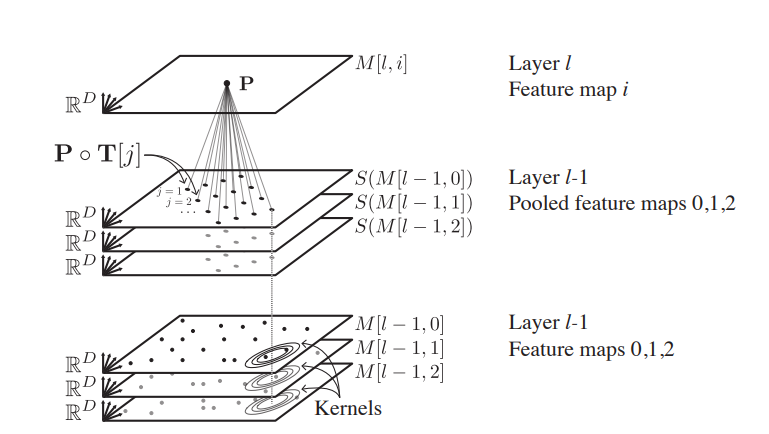 M[l, i]
Layer l
P
Feature map i
ℝ^D
P ∘ T[j]
S(M[l − 1, 0])
Layer l-1
j = 1
S(M[l − 1, 1])
Pooled feature maps 0,1,2
j = 2
...
ℝ^D
S(M[l − 1, 2])
ℝ^D
ℝ^D
M[l − 1, 0]
Layer l-1
M[l − 1, 1]
Feature maps 0,1,2
ℝ^D
M[l − 1, 2]
ℝ^D
ℝ^D
Kernels